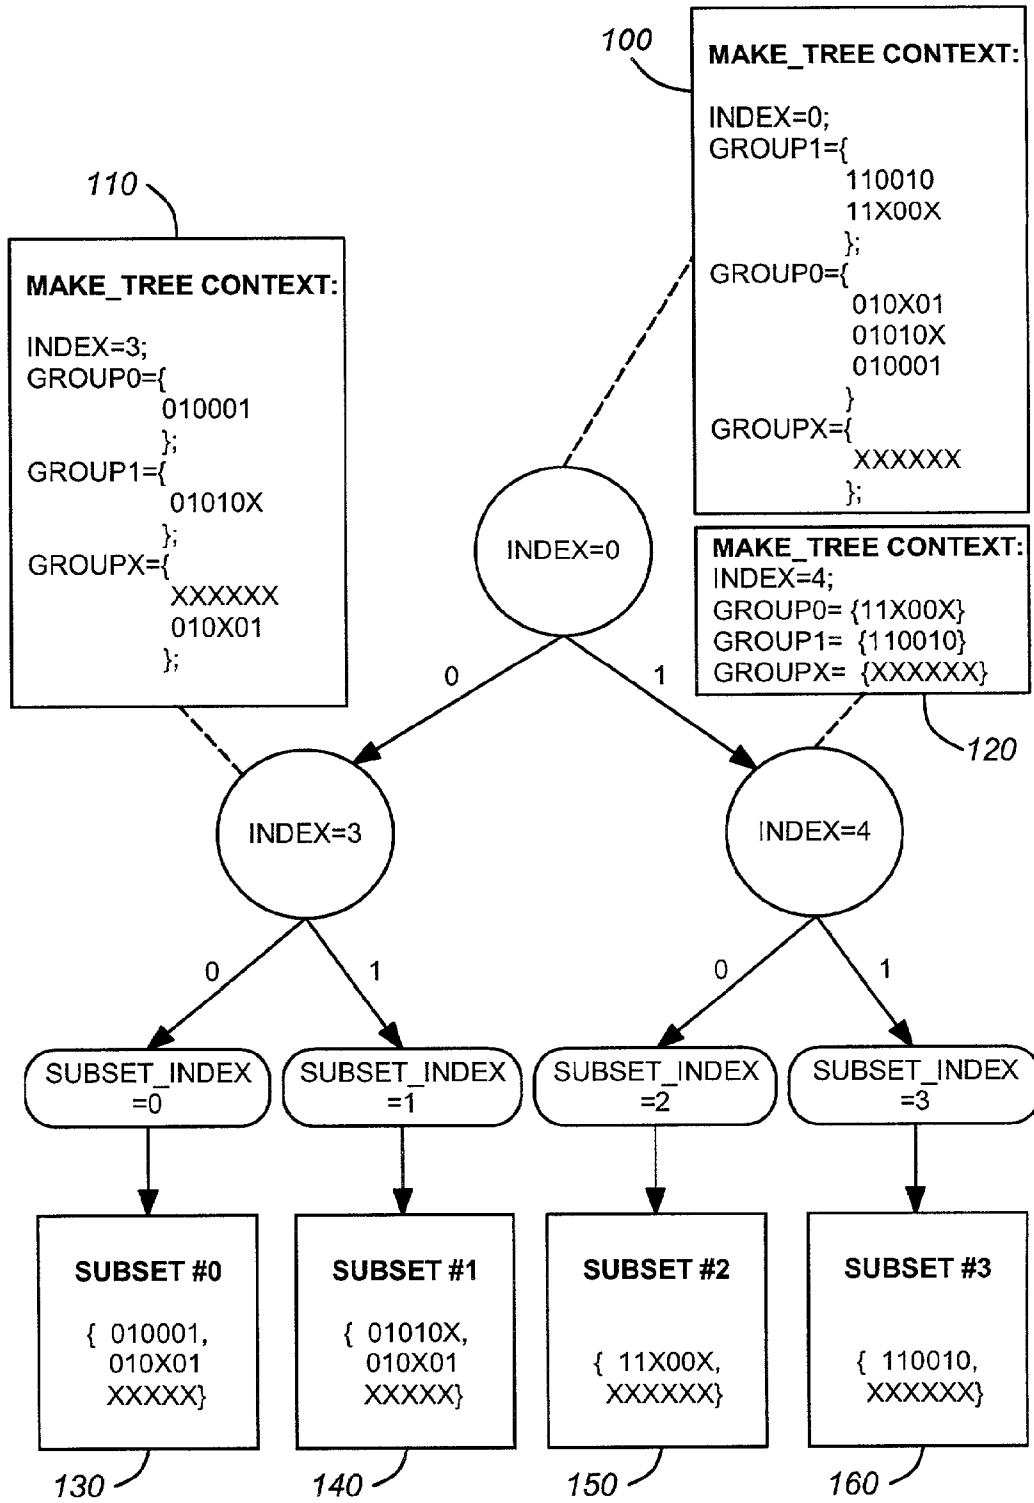 100
MAKE_TREE CONTEXT:
INDEX=0;
GROUP1={
110010
11X00X
};
GROUP0={
010X01
01010X
010001
}
GROUPX={
XXXXXX
};
110
MAKE_TREE CONTEXT:
INDEX=3;
GROUP0={
010001
};
GROUP1={
01010X
};
GROUPX={
XXXXXX
010X01
};
INDEX=0
MAKE_TREE CONTEXT:
INDEX=4;
GROUP0= {11X00X}
GROUP1= {110010}
GROUPX= {XXXXXX}
120
0
1
INDEX=3
INDEX=4
0
1
0
1
SUBSET_INDEX
=0
SUBSET_INDEX
=1
SUBSET_INDEX
=2
SUBSET_INDEX
=3
SUBSET #0
{ 010001,
010X01
XXXXX}
SUBSET #1
{ 01010X,
010X01
XXXXX}
SUBSET #2
{ 11X00X,
XXXXXX}
SUBSET #3
{ 110010,
XXXXXX}
130
140
150
160